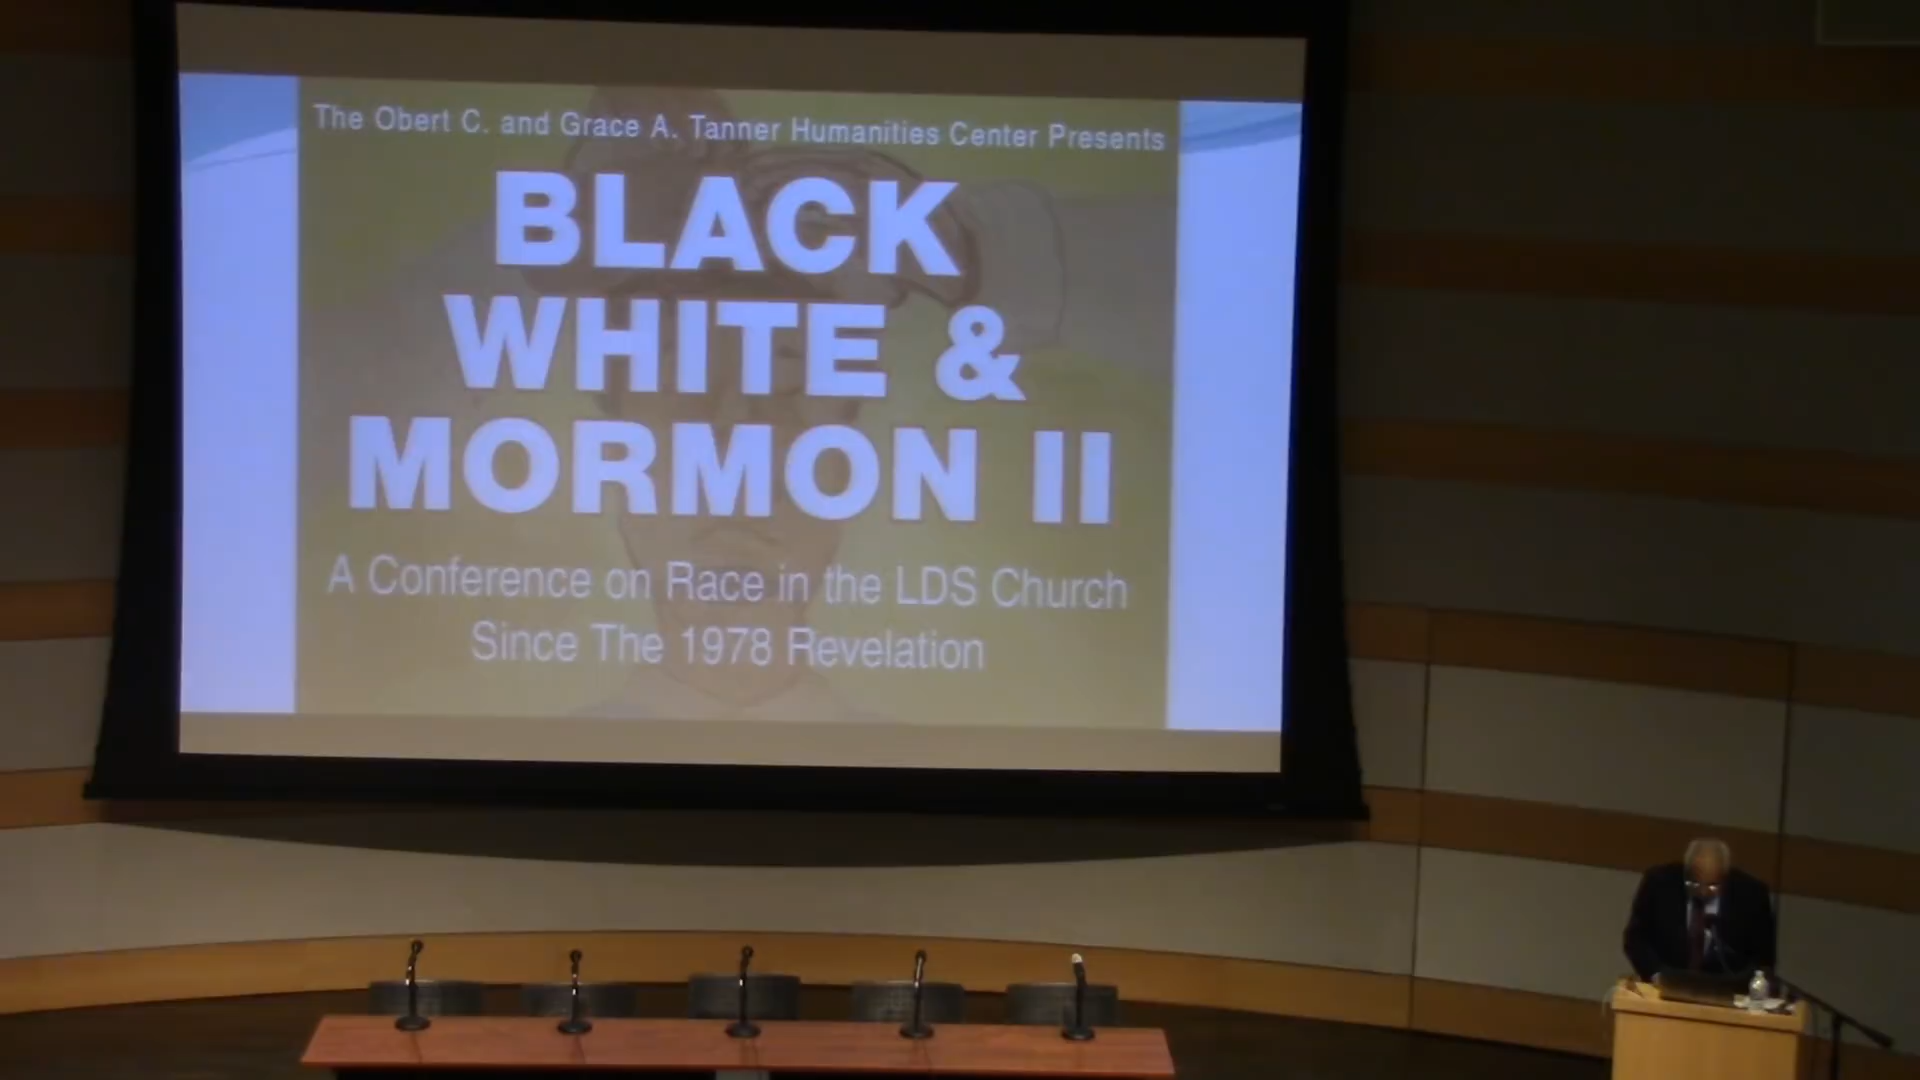 The Obert C. and Grace A. Tanner Humanities Center Presents
BLACK
WHITE &
MORMON II
A Conference on Race in the LDS Church
Since The 1978 Revelation